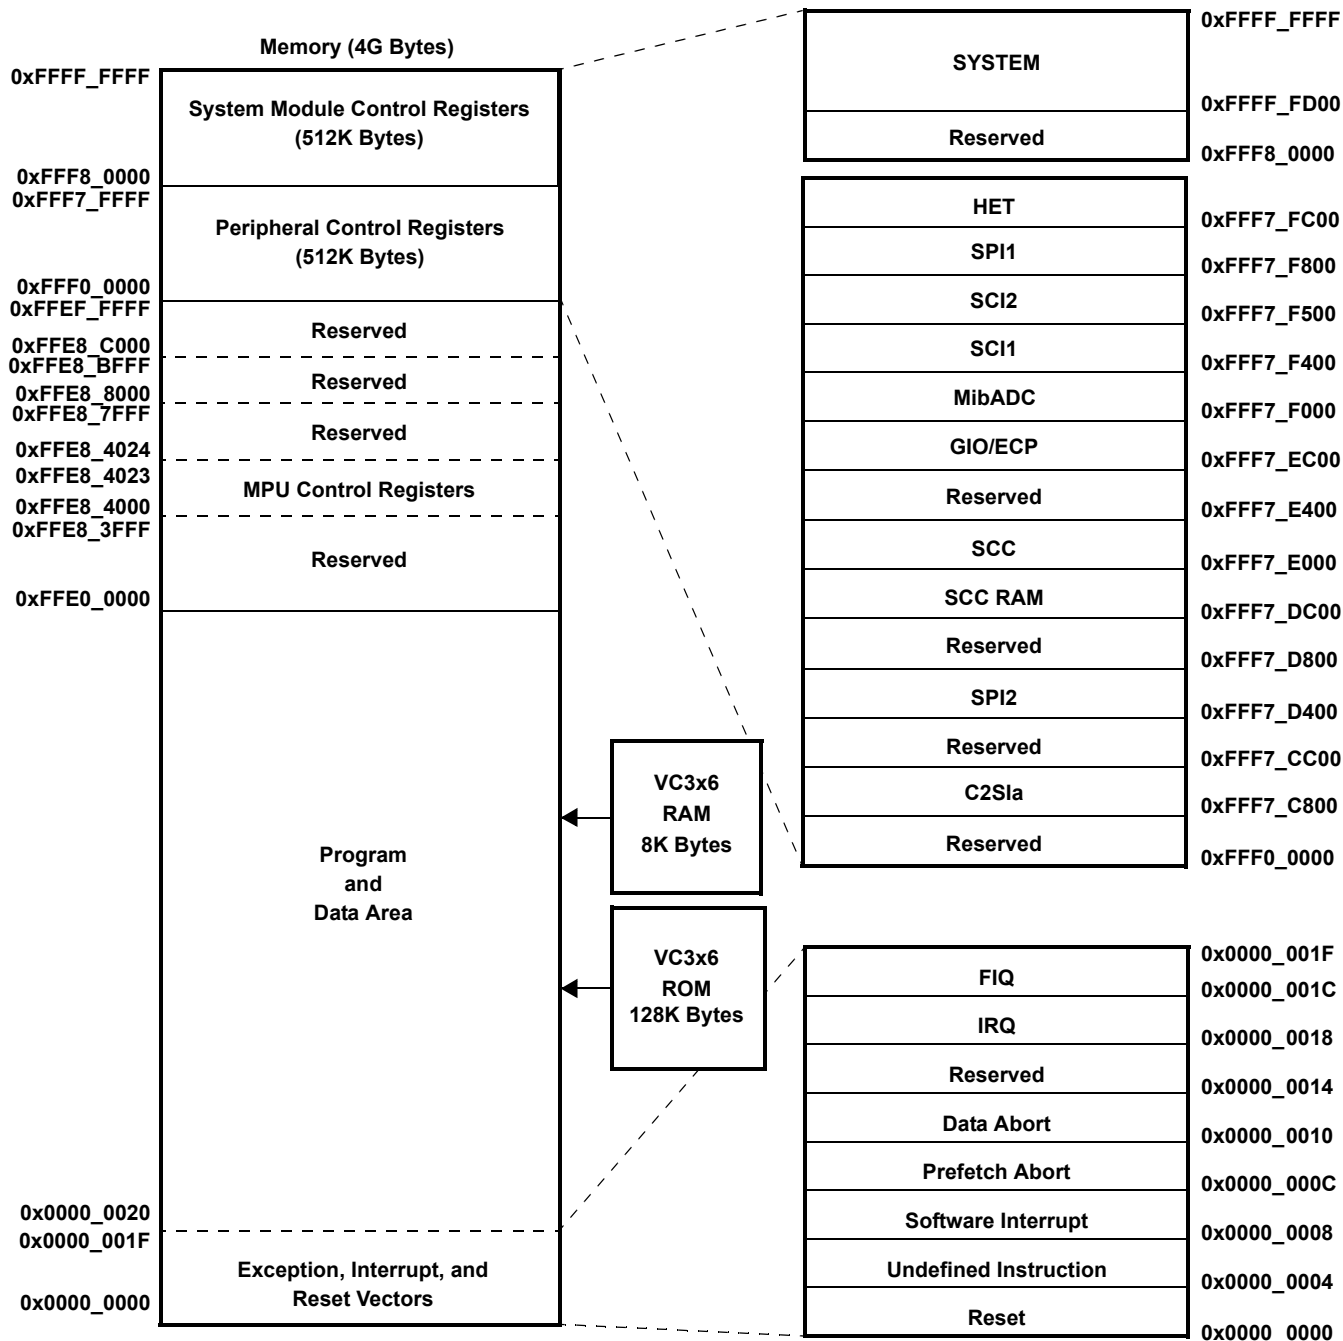 Memory (4G Bytes)
0xFFFF_FFFF
System Module Control Registers
(512K Bytes)
0xFFF8_0000
0xFFF7_FFFF
Peripheral Control Registers
(512K Bytes)
0xFFF0_0000
0xFFEF_FFFF
Reserved
0xFFE8_C000
0xFFE8_BFFF
Reserved
0xFFE8_8000
0xFFE8_7FFF
Reserved
0xFFE8_4024
0xFFE8_4023
MPU Control Registers
0xFFE8_4000
0xFFE8_3FFF
Reserved
0xFFE0_0000
Program
and
Data Area
0x0000_0020
0x0000_001F
Exception, Interrupt, and
Reset Vectors
0x0000_0000
VC3x6
RAM
8K Bytes
VC3x6
ROM
128K Bytes
0xFFFF_FFFF
SYSTEM
0xFFFF_FD00
Reserved
0xFFF8_0000
HET
0xFFF7_FC00
SPI1
0xFFF7_F800
SCI2
0xFFF7_F500
SCI1
0xFFF7_F400
MibADC
0xFFF7_F000
GIO/ECP
0xFFF7_EC00
Reserved
0xFFF7_E400
SCC
0xFFF7_E000
SCC RAM
0xFFF7_DC00
Reserved
0xFFF7_D800
SPI2
0xFFF7_D400
Reserved
0xFFF7_CC00
C2SIa
0xFFF7_C800
Reserved
0xFFF0_0000
0x0000_001F
FIQ
0x0000_001C
IRQ
0x0000_0018
Reserved
0x0000_0014
Data Abort
0x0000_0010
Prefetch Abort
0x0000_000C
Software Interrupt
0x0000_0008
Undefined Instruction
0x0000_0004
Reset
0x0000_0000